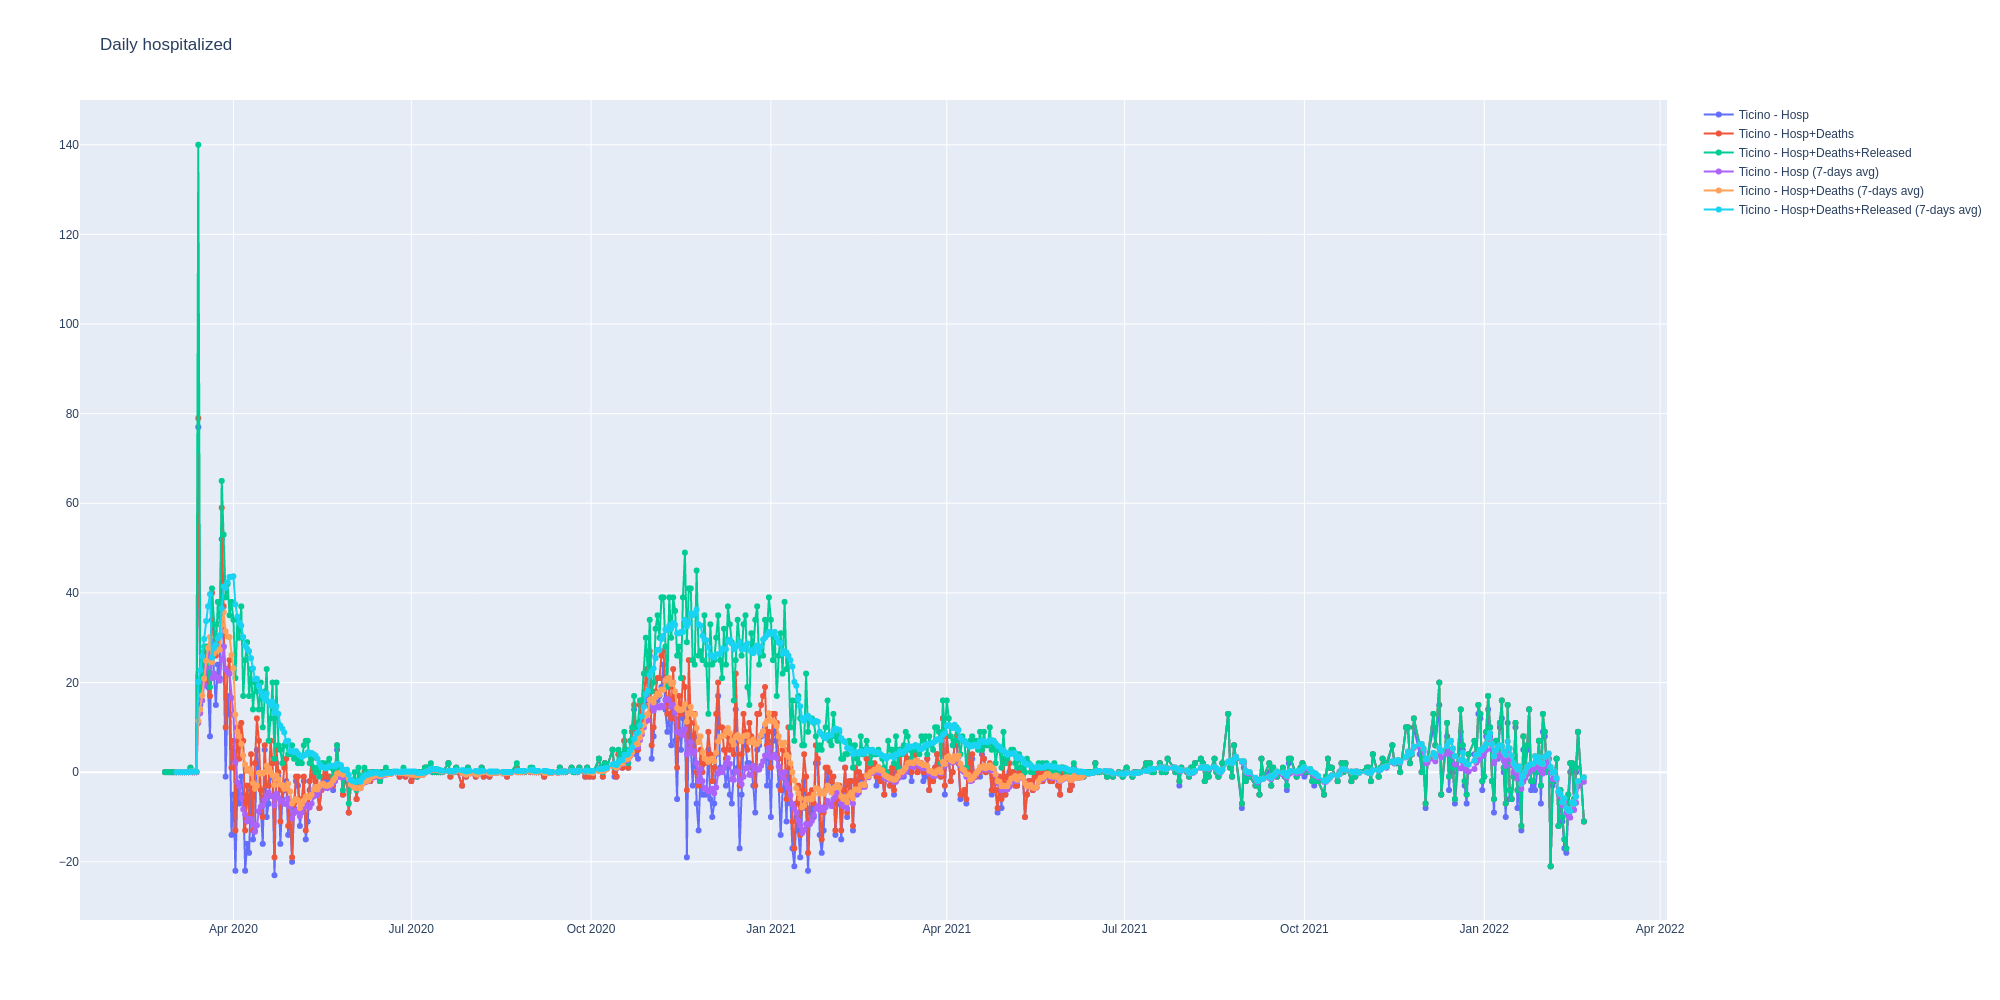 Daily hospitalized
Ticino - Hosp
Ticino - Hosp+Deaths
Ticino - Hosp+Deaths+Released
Ticino - Hosp (7-days avg)
Ticino - Hosp+Deaths (7-days avg)
Ticino - Hosp+Deaths+Released (7-days avg)
140
120
100
80
60
40
20
0
−20
Apr 2020 Jul 2020 Oct 2020 Jan 2021 Apr 2021 Jul 2021 Oct 2021 Jan 2022 Apr 2022